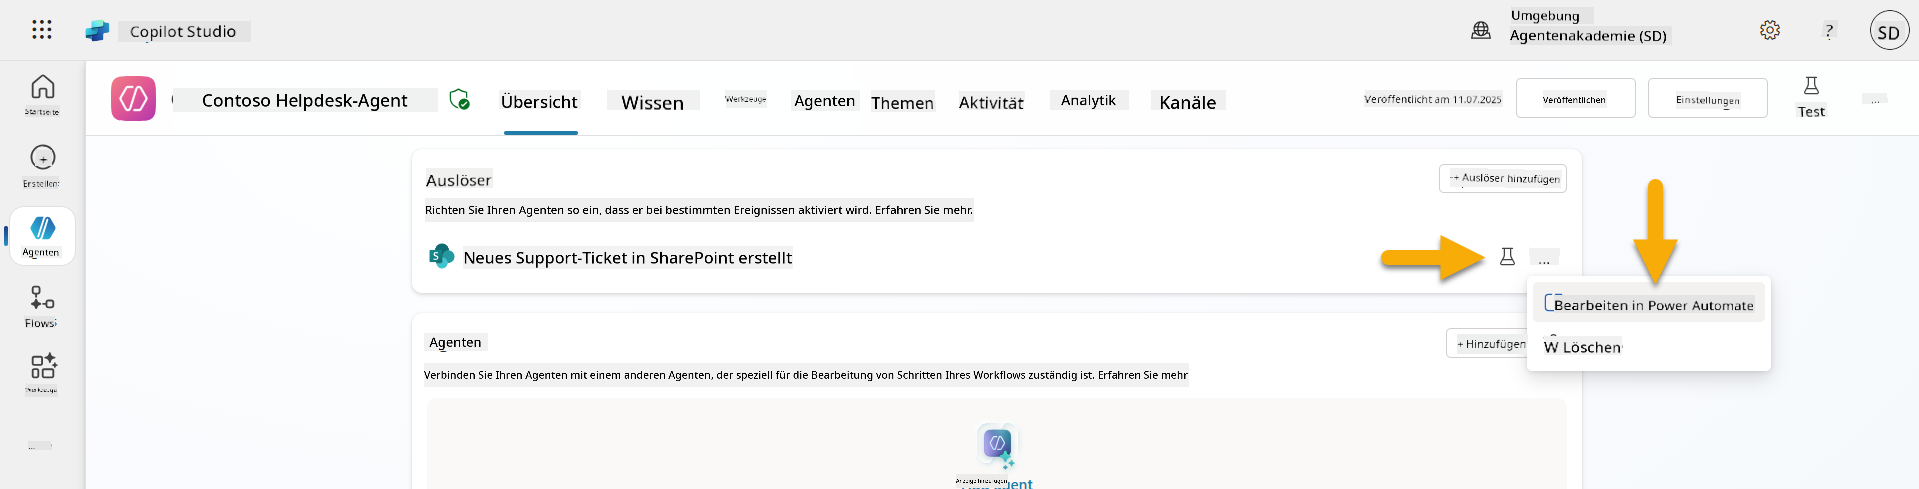 Copilot Studio
Umgebung
Agentenakademie (SD)
?
SD
Contoso Helpdesk-Agent
Übersicht
Wissen
Werkzeuge
Agenten
Themen
Aktivität
Analytik
Kanäle
Veröffentlicht am 11.07.2025
Veröffentlichen
Einstellungen
Test
...
Startseite
Erstellen
Agenten
Flows
Werkzeuge
...
Auslöser
+ Auslöser hinzufügen
Richten Sie Ihren Agenten so ein, dass er bei bestimmten Ereignissen aktiviert wird. Erfahren Sie mehr.
S
Neues Support-Ticket in SharePoint erstellt
...
Bearbeiten in Power Automate
W Löschen
Agenten
+ Hinzufügen
Verbinden Sie Ihren Agenten mit einem anderen Agenten, der speziell für die Bearbeitung von Schritten Ihres Workflows zuständig ist. Erfahren Sie mehr